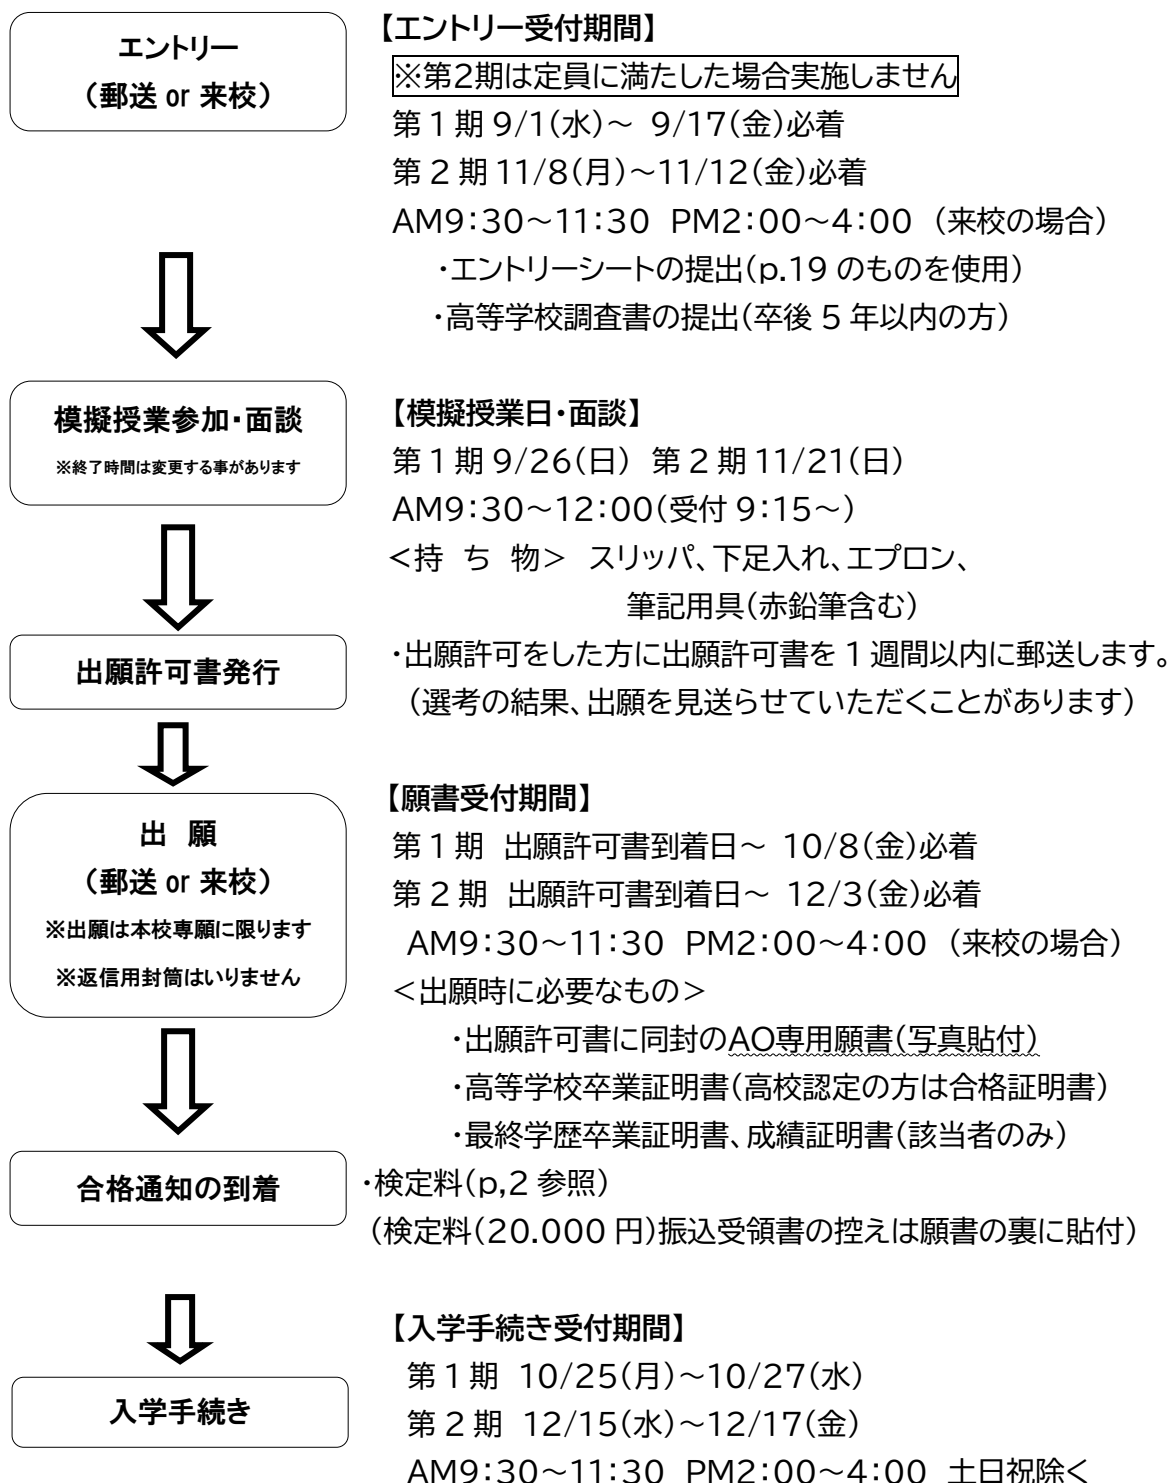 エントリー
（郵送 or 来校）
【エントリー受付期間】
※第2期は定員に満たした場合実施しません
第1期 9/1(水)～ 9/17(金)必着
第2期 11/8(月)～11/12(金)必着
AM9：30～11：30 PM2：00～4：00 （来校の場合）
・エントリーシートの提出(p.19 のものを使用)
・高等学校調査書の提出(卒後5年以内の方)
模擬授業参加・面談
※終了時間は変更する事があります
【模擬授業日・面談】
第1期 9/26(日) 第2期 11/21(日)
AM9：30～12：00(受付 9：15～)
＜持 ち 物＞ スリッパ、下足入れ、エプロン、
筆記用具(赤鉛筆含む)
出願許可書発行
・出願許可をした方に出願許可書を1週間以内に郵送します。
（選考の結果、出願を見送らせていただくことがあります）
出 願
（郵送 or 来校）
※出願は本校専願に限ります
※返信用封筒はいりません
【願書受付期間】
第1期 出願許可書到着日～ 10/8(金)必着
第2期 出願許可書到着日～ 12/3(金)必着
AM9：30～11：30 PM2：00～4：00 （来校の場合）
＜出願時に必要なもの＞
・出願許可書に同封のAO専用願書(写真貼付)
・高等学校卒業証明書(高校認定の方は合格証明書)
・最終学歴卒業証明書、成績証明書(該当者のみ)
合格通知の到着
・検定料(p,2 参照)
(検定料(20.000 円)振込受領書の控えは願書の裏に貼付)
入学手続き
【入学手続き受付期間】
第1期 10/25(月)～10/27(水)
第2期 12/15(水)～12/17(金)
AM9：30～11：30 PM2：00～4：00 土日祝除く